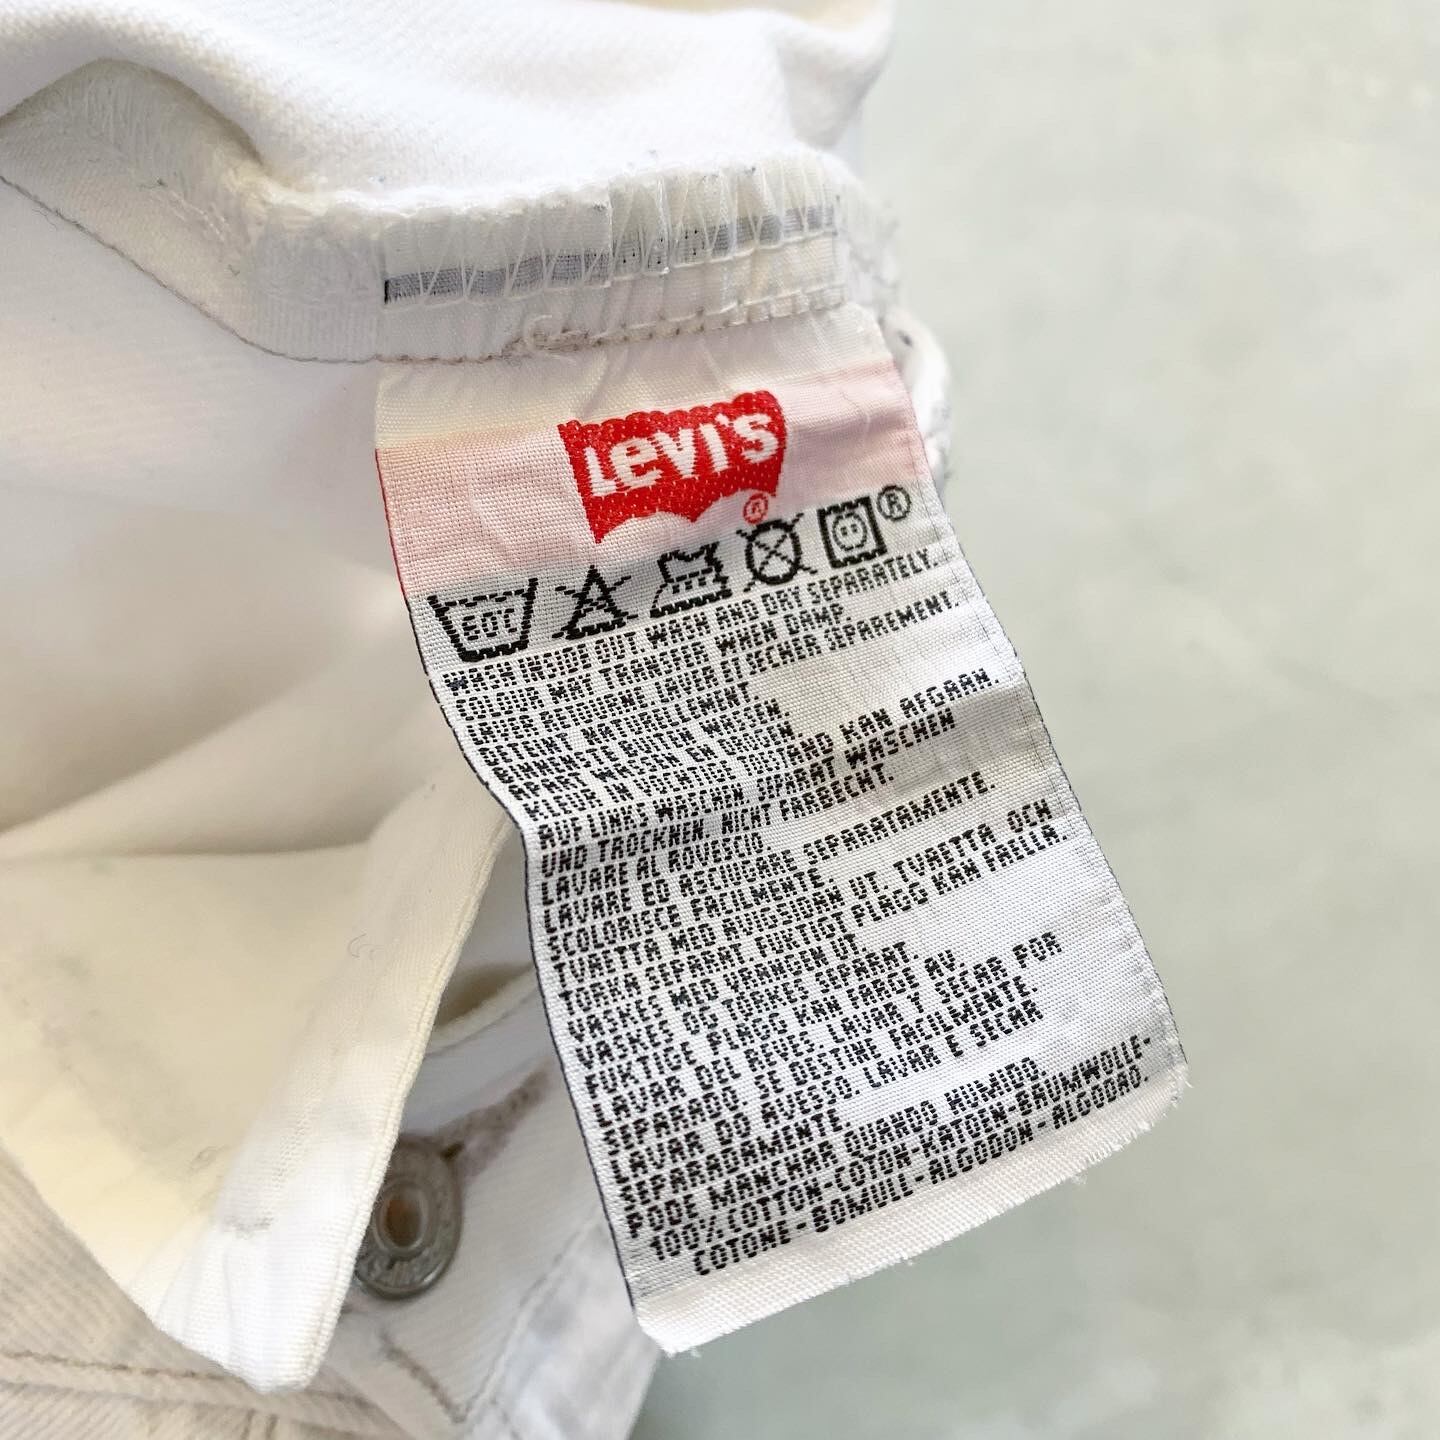 Levi's
®
®
WASH INSIDE OUT. WASH AND DRY SEPARATELY.
COLOUR MAY TRANSFER WHEN DAMP.
LAVER RETOURNE LAVER ET SECHER SEPAREMENT.
DETEINT NATURELLEMENT.
BINNENSTE BUITEN WASSEN
APART WASSEN EN DROGEN
KLEUR IN VOCHTIGE TOESTAND KAN AFGAAN.
AUF LINKS WASCHEN, SEPARAT WASCHEN
UND TROCKNEN. NICHT FARBECHT.
LAVARE AL ROVESCIO
LAVARE ED ASCIUGARE SEPARATAMENTE.
SCOLORISCE FACILMENTE.
TVAETTA MED AVIGSIDAN UT. TVAETTA OCH
TORKA SEPARAT. FUKTIGT PLAGG KAN FAELLA.
VASKES MED VRANGEN UT.
VASKES OG TORKES SEPARAT.
FUKTIGE PLAGG KAN FARGE AV.
LAVAR DEL REVES. LAVAR Y SECAR POR
SEPARADO. SE DESTINE FACILMENTE.
LAVAR DO AVESSO. LAVAR E SECAR
SEPARADAMENTE.
PODE MANCHAR QUANDO HUMIDO.
100% COTTON-COTON-KATOEN-BAUMWOLLE-
COTONE-BOMULL-ALGODON-ALGODAO.